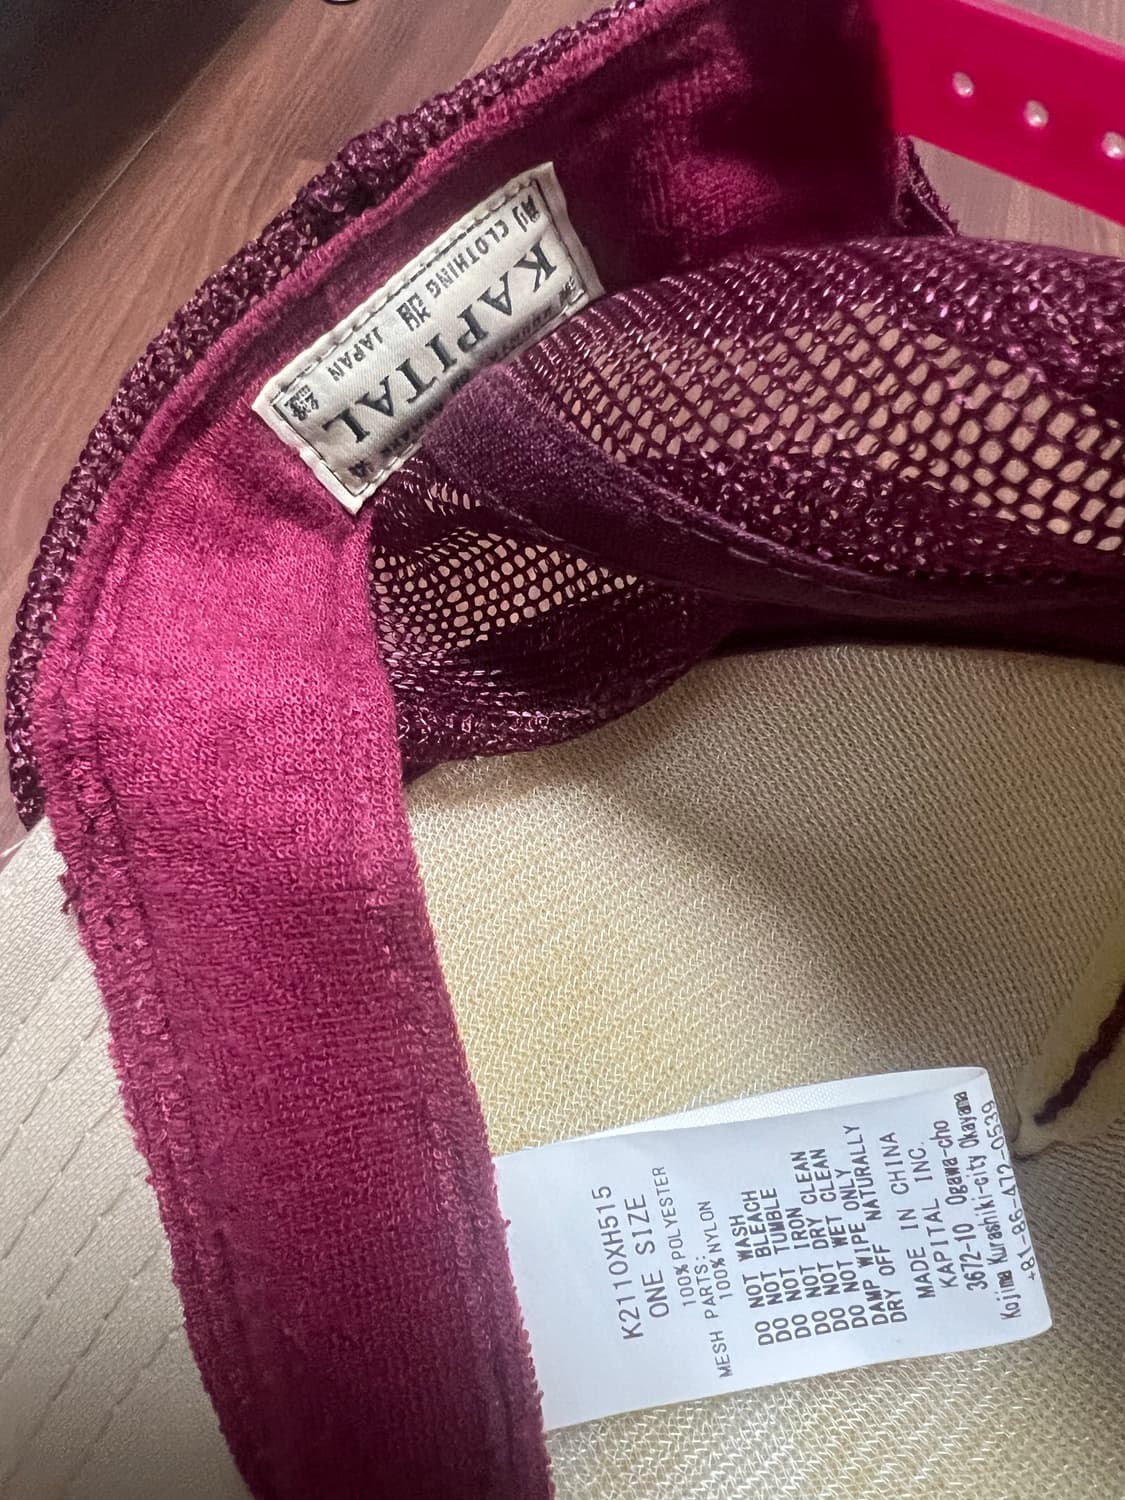 KAPITAL
CLOTHING
JAPAN
K2110XH515
ONE SIZE
100%POLYESTER
MESH PARTS:
100%NYLON
DO NOT WASH
DO NOT BLEACH
DO NOT TUMBLE
DO NOT IRON
DO NOT DRY CLEAN
DO NOT WET CLEAN
DAMP WIPE ONLY
DRY OFF NATURALLY
MADE IN CHINA
KAPITAL INC.
3672-10 Ogawa-cho
Kojima Kurashiki-city Okayama
+81-86-472-0539